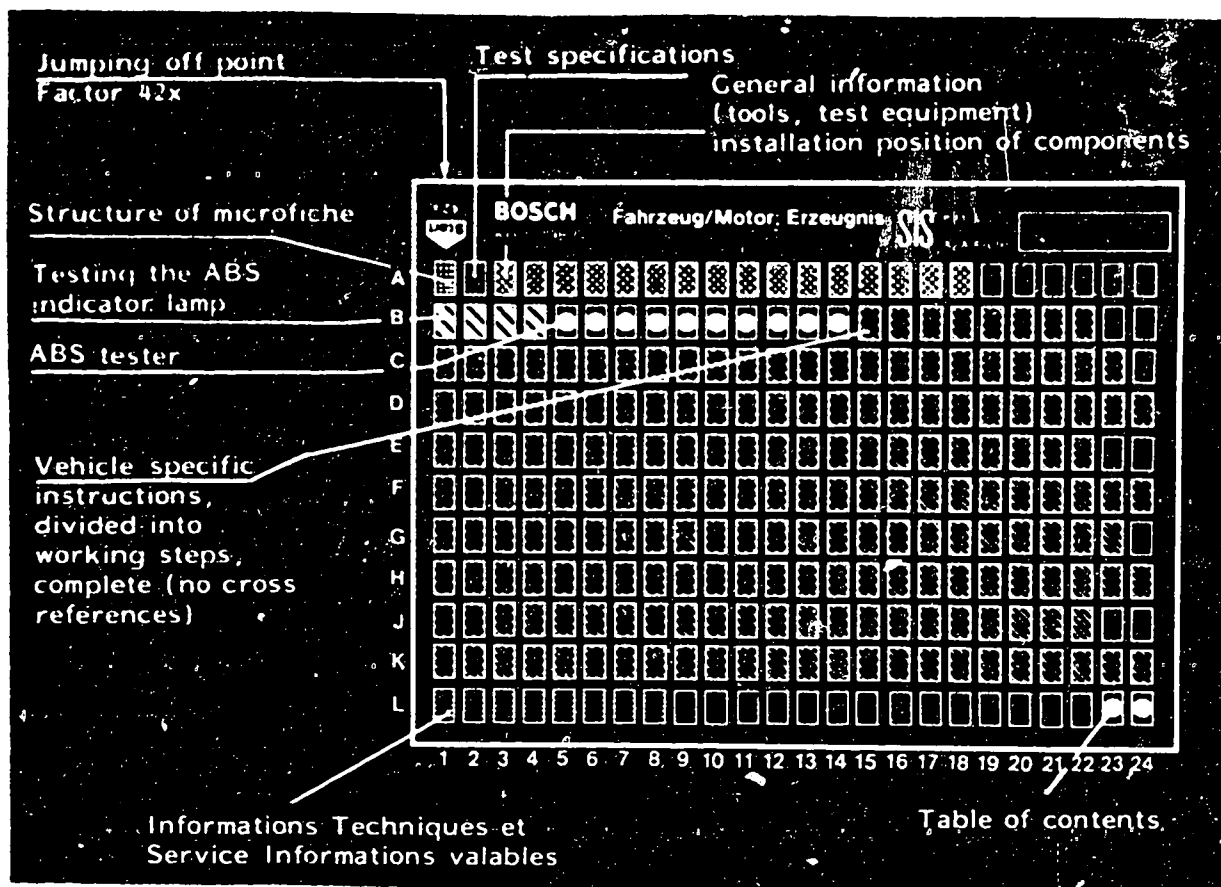 Jumping off point
Factor 42x
Test specifications
General information
(tools, test equipment)
installation position of components
Structure of microfiche
Testing the ABS
indicator lamp
ABS tester
Vehicle specific
instructions,
divided into
working steps,
complete (no cross
references)
BOSCH
Fahrzeug/Motor: Erzeugnis
SIS
Start
A
B
C
D
E
F
G
H
J
K
L
1 2 3 4 5 6 7 8 9 10 11 12 13 14 15 16 17 18 19 20 21 22 23 24
Informations Techniques et
Service Informations valables
Table of contents